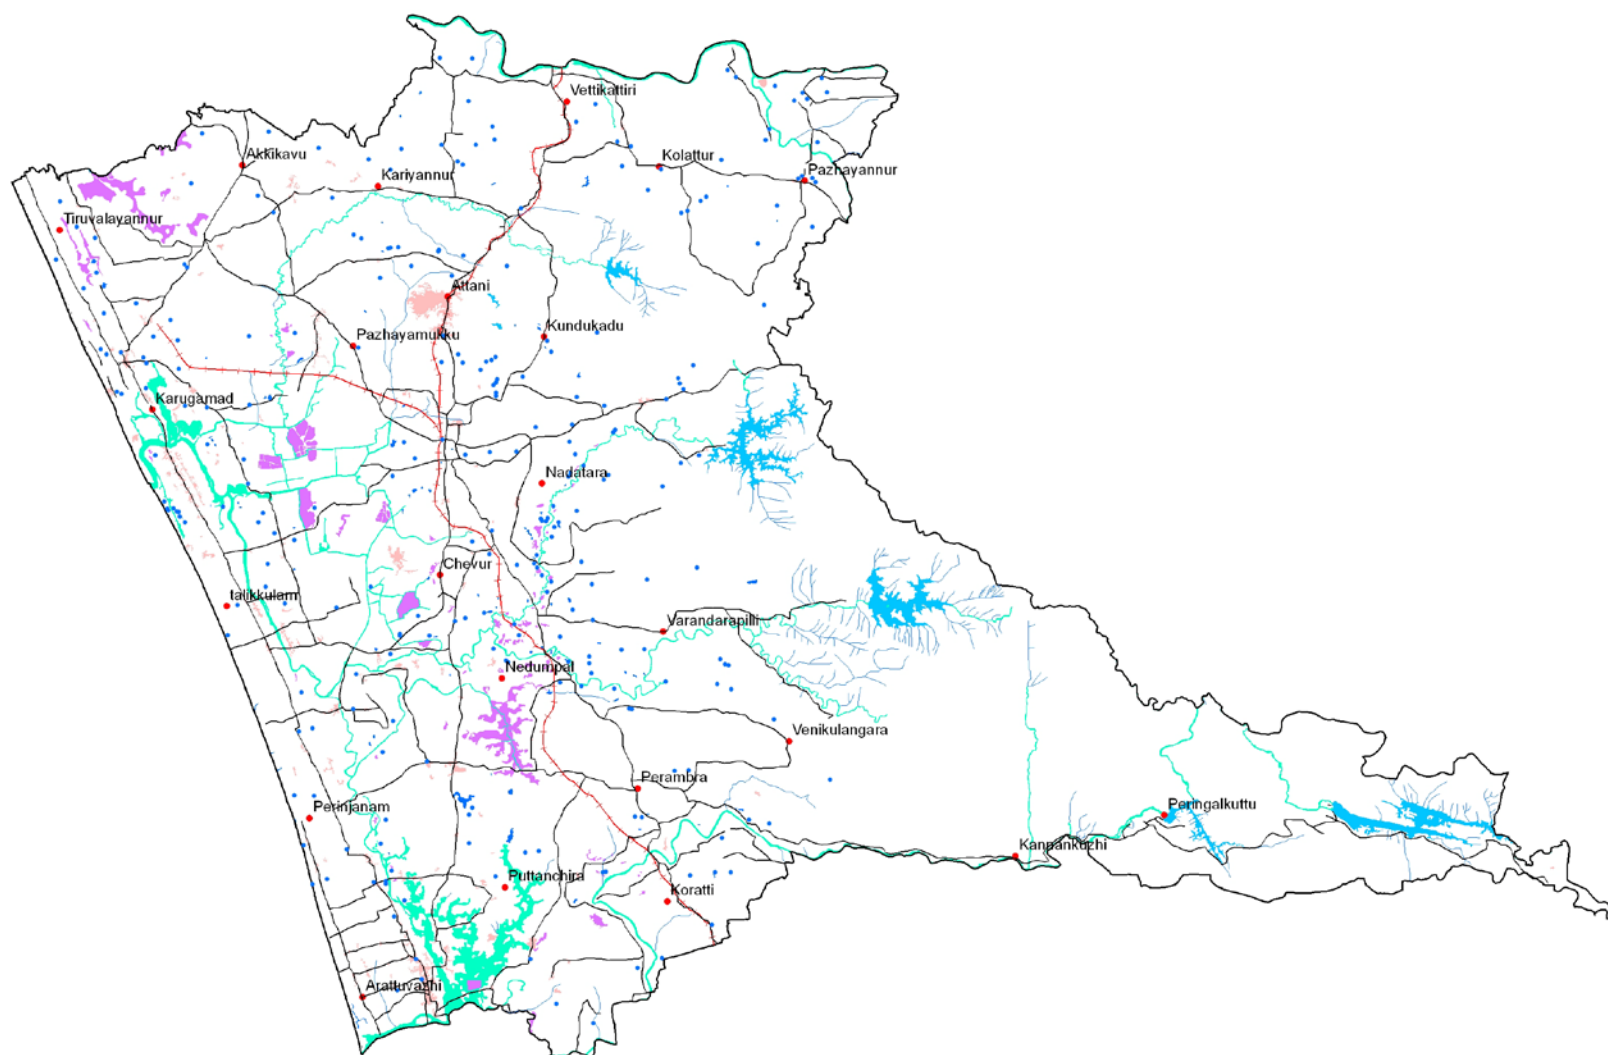 Vettikattiri
Akkikavu
Kolattur
Kariyannur
Pazhayannur
Tiruvalayannur
Attani
Pazhayamukku
Kundukadu
Karugamad
Nadatara
Chevur
talikkulam
Varandarapilli
Nedumpal
Venikulangara
Perambra
Perinjanam
Peringalkuttu
Kanpankuzhi
Puttanchira
Koratti
Arattuvazhi